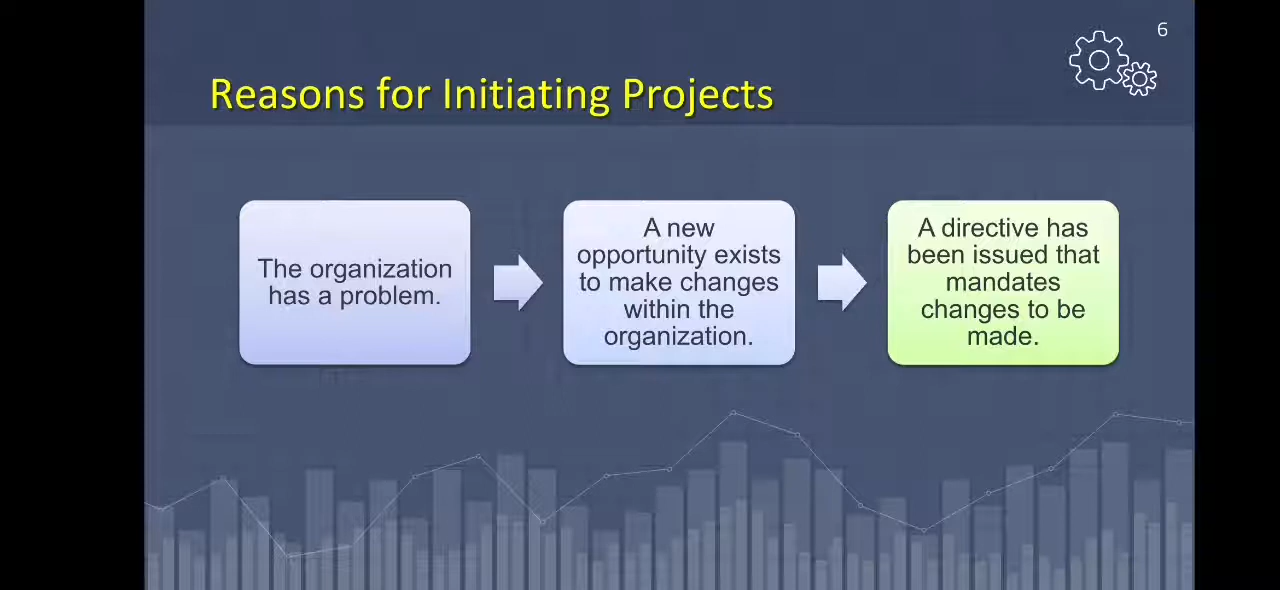 6
Reasons for Initiating Projects
The organization
has a problem.
A new
opportunity exists
to make changes
within the
organization.
A directive has
been issued that
mandates
changes to be
made.